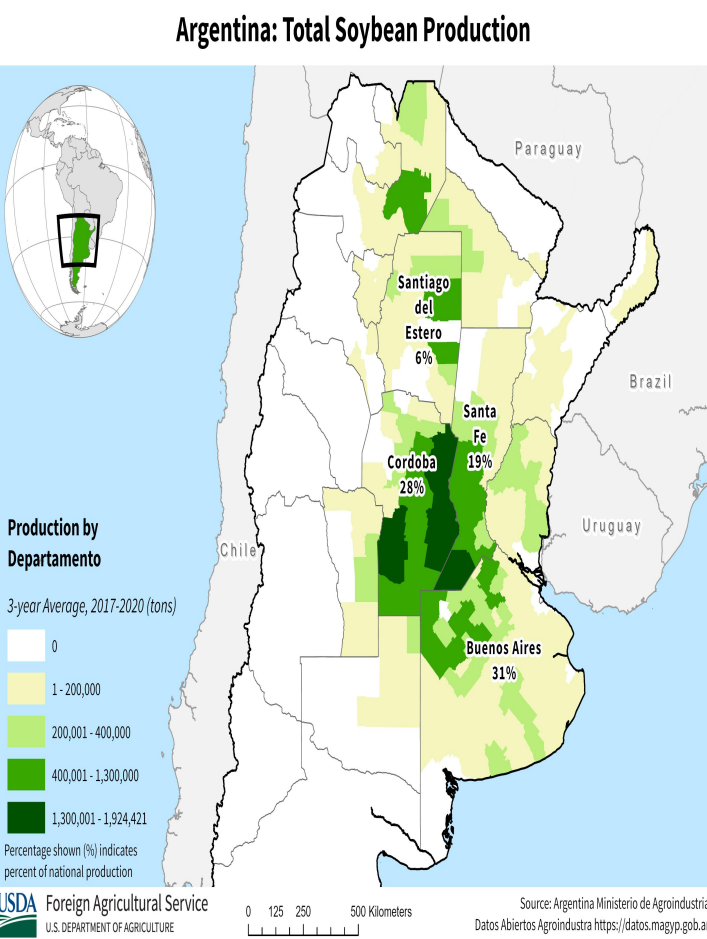 Argentina: Total Soybean Production
Paraguay
Santiago
del
Estero
6%
Brazil
Santa
Fe
19%
Cordoba
28%
Uruguay
Chile
Buenos Aires
31%
Production by
Departamento
3-year Average, 2017-2020 (tons)
0
1 - 200,000
200,001 - 400,000
400,001 - 1,300,000
1,300,001 - 1,924,421
Percentage shown (%) indicates
percent of national production
USDA
Foreign Agricultural Service
U.S. DEPARTMENT OF AGRICULTURE
0 125 250 500 Kilometers
Source: Argentina Ministerio de Agroindustria
Datos Abiertos Agroindustra https://datos.magyp.gob.ar